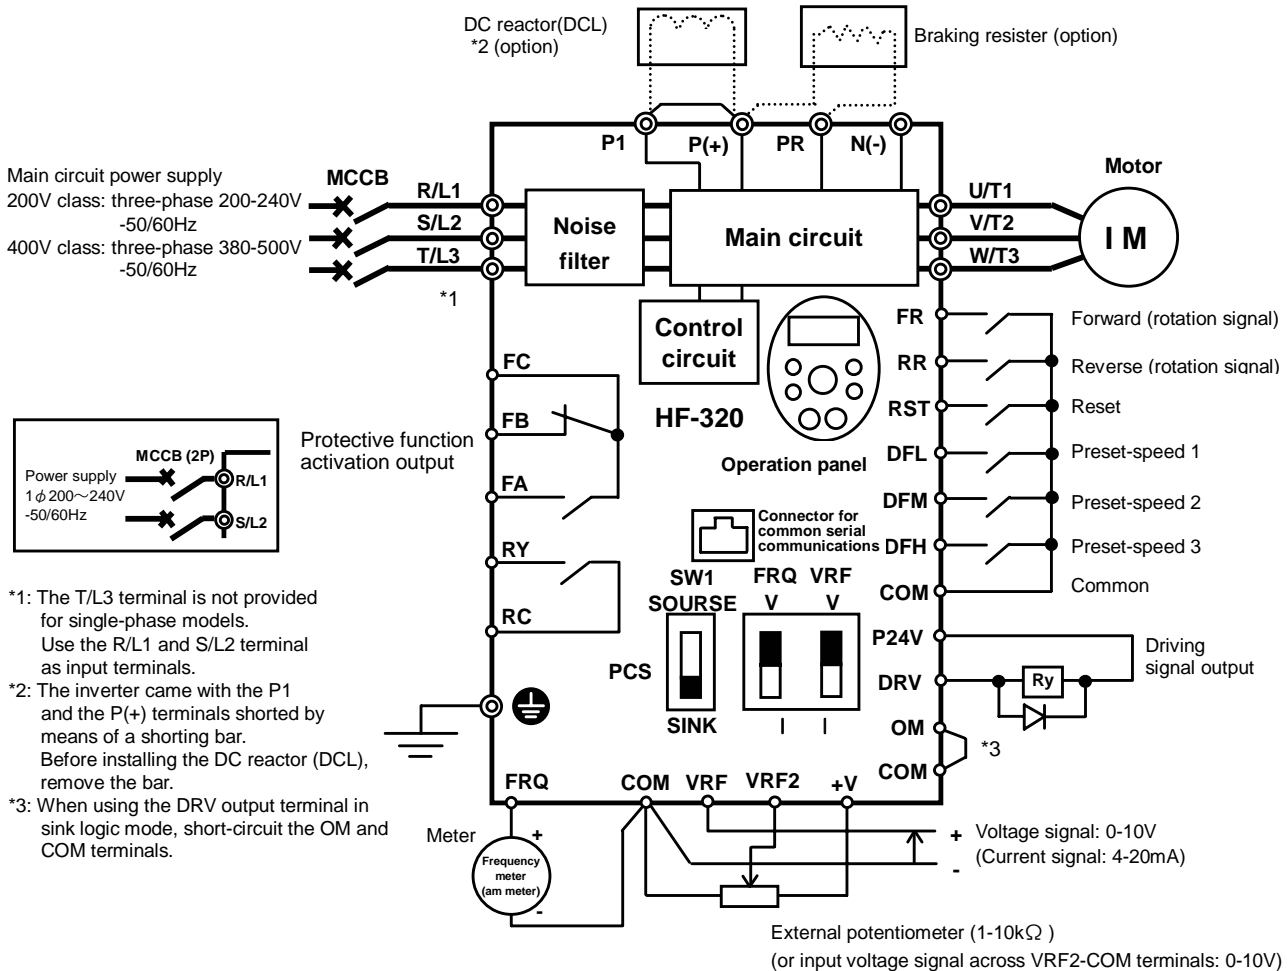 DC reactor(DCL)
*2 (option)
Braking resister (option)
P1
P(+)
PR
N(-)
Main circuit power supply
200V class: three-phase 200-240V
-50/60Hz
400V class: three-phase 380-500V
-50/60Hz
MCCB
R/L1
S/L2
T/L3
*1
Noise
filter
Main circuit
Control
circuit
HF-320
Operation panel
U/T1
V/T2
W/T3
Motor
I M
FR
Forward (rotation signal)
RR
Reverse (rotation signal)
RST
Reset
DFL
Preset-speed 1
DFM
Preset-speed 2
DFH
Preset-speed 3
COM
Common
P24V
DRV
Ry
Driving
signal output
OM
COM
*3
FC
FB
FA
RY
RC
Protective function
activation output
MCCB (2P)
Power supply
1ϕ200～240V
-50/60Hz
R/L1
S/L2
Connector for
common serial
communications
SW1
SOURSE
PCS
SINK
FRQ VRF
V V
I I
*1: The T/L3 terminal is not provided
for single-phase models.
Use the R/L1 and S/L2 terminal
as input terminals.
*2: The inverter came with the P1
and the P(+) terminals shorted by
means of a shorting bar.
Before installing the DC reactor (DCL),
remove the bar.
*3: When using the DRV output terminal in
sink logic mode, short-circuit the OM and
COM terminals.
FRQ
COM
VRF
VRF2
+V
Meter
+
Frequency
meter
(am meter)
-
+ Voltage signal: 0-10V
- (Current signal: 4-20mA)
External potentiometer (1-10kΩ )
(or input voltage signal across VRF2-COM terminals: 0-10V)